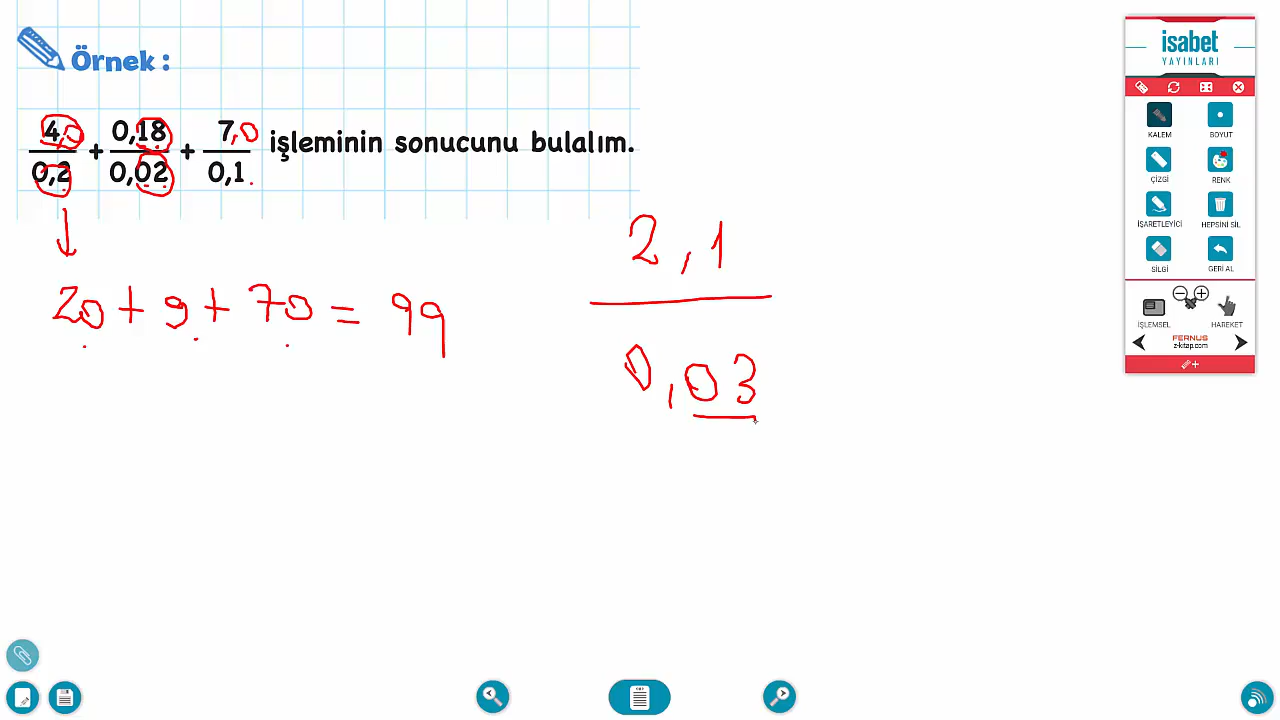 Örnek :
4,0/0,2 + 0,18/0,02 + 7,0/0,1 işleminin sonucunu bulalım.
20 + 9 + 70 = 99
2,1
0,03
isabet
YAYINLARI
KALEM BOYUT
ÇİZGİ RENK
İŞARETLEYİCİ HEPSİNİ SİL
SİLGİ GERİ AL
İŞLEMSEL HAREKET
FERNUS
z-kitap.com